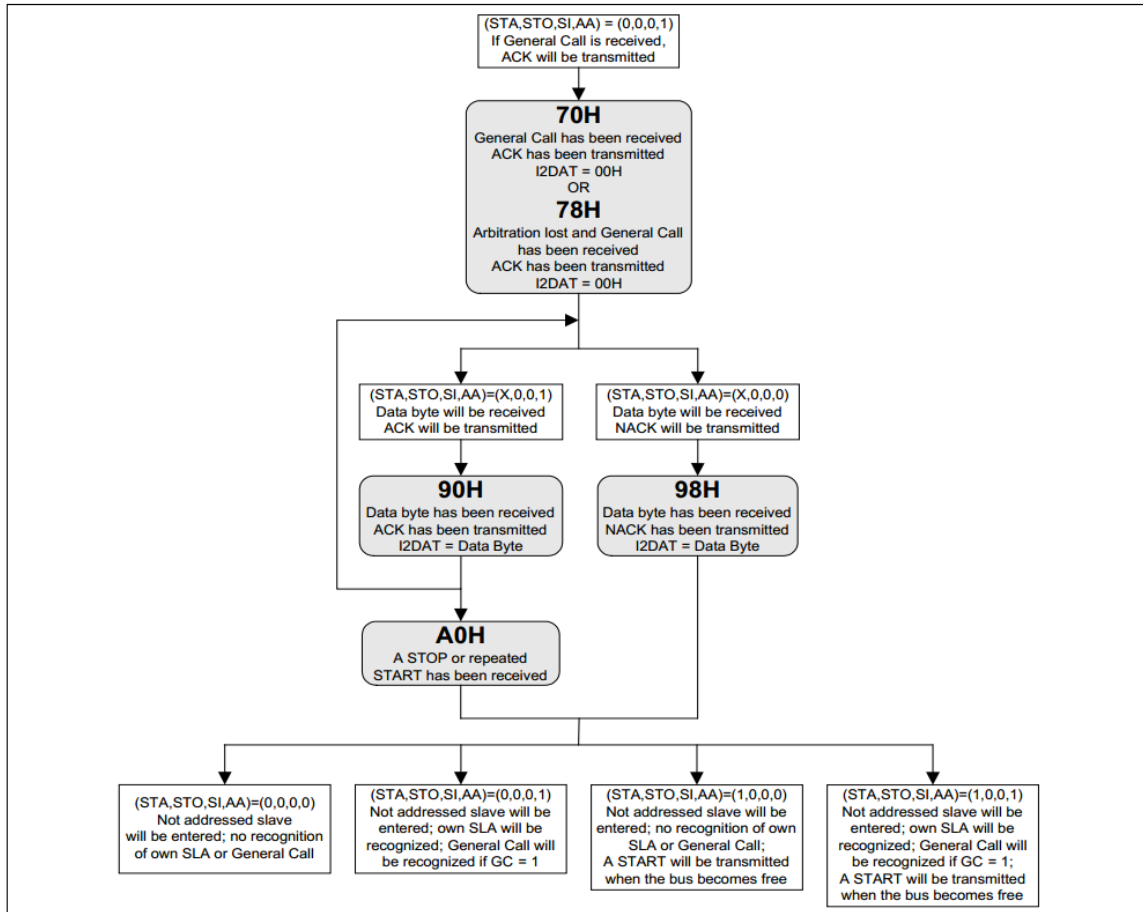 (STA,STO,SI,AA) = (0,0,0,1)
If General Call is received,
ACK will be transmitted
70H
General Call has been received
ACK has been transmitted
I2DAT = 00H
OR
78H
Arbitration lost and General Call
has been received
ACK has been transmitted
I2DAT = 00H
(STA,STO,SI,AA)=(X,0,0,1)
Data byte will be received
ACK will be transmitted
(STA,STO,SI,AA)=(X,0,0,0)
Data byte will be received
NACK will be transmitted
90H
Data byte has been received
ACK has been transmitted
I2DAT = Data Byte
98H
Data byte has been received
NACK has been transmitted
I2DAT = Data Byte
A0H
A STOP or repeated
START has been received
(STA,STO,SI,AA)=(0,0,0,0)
Not addressed slave
will be entered; no recognition
of own SLA or General Call
(STA,STO,SI,AA)=(0,0,0,1)
Not addressed slave will be
entered; own SLA will be
recognized; General Call will
be recognized if GC = 1
(STA,STO,SI,AA)=(1,0,0,0)
Not addressed slave will be
entered; no recognition of own
SLA or General Call;
A START will be transmitted
when the bus becomes free
(STA,STO,SI,AA)=(1,0,0,1)
Not addressed slave will be
entered; own SLA will be
recognized; General Call will
be recognized if GC = 1;
A START will be transmitted
when the bus becomes free